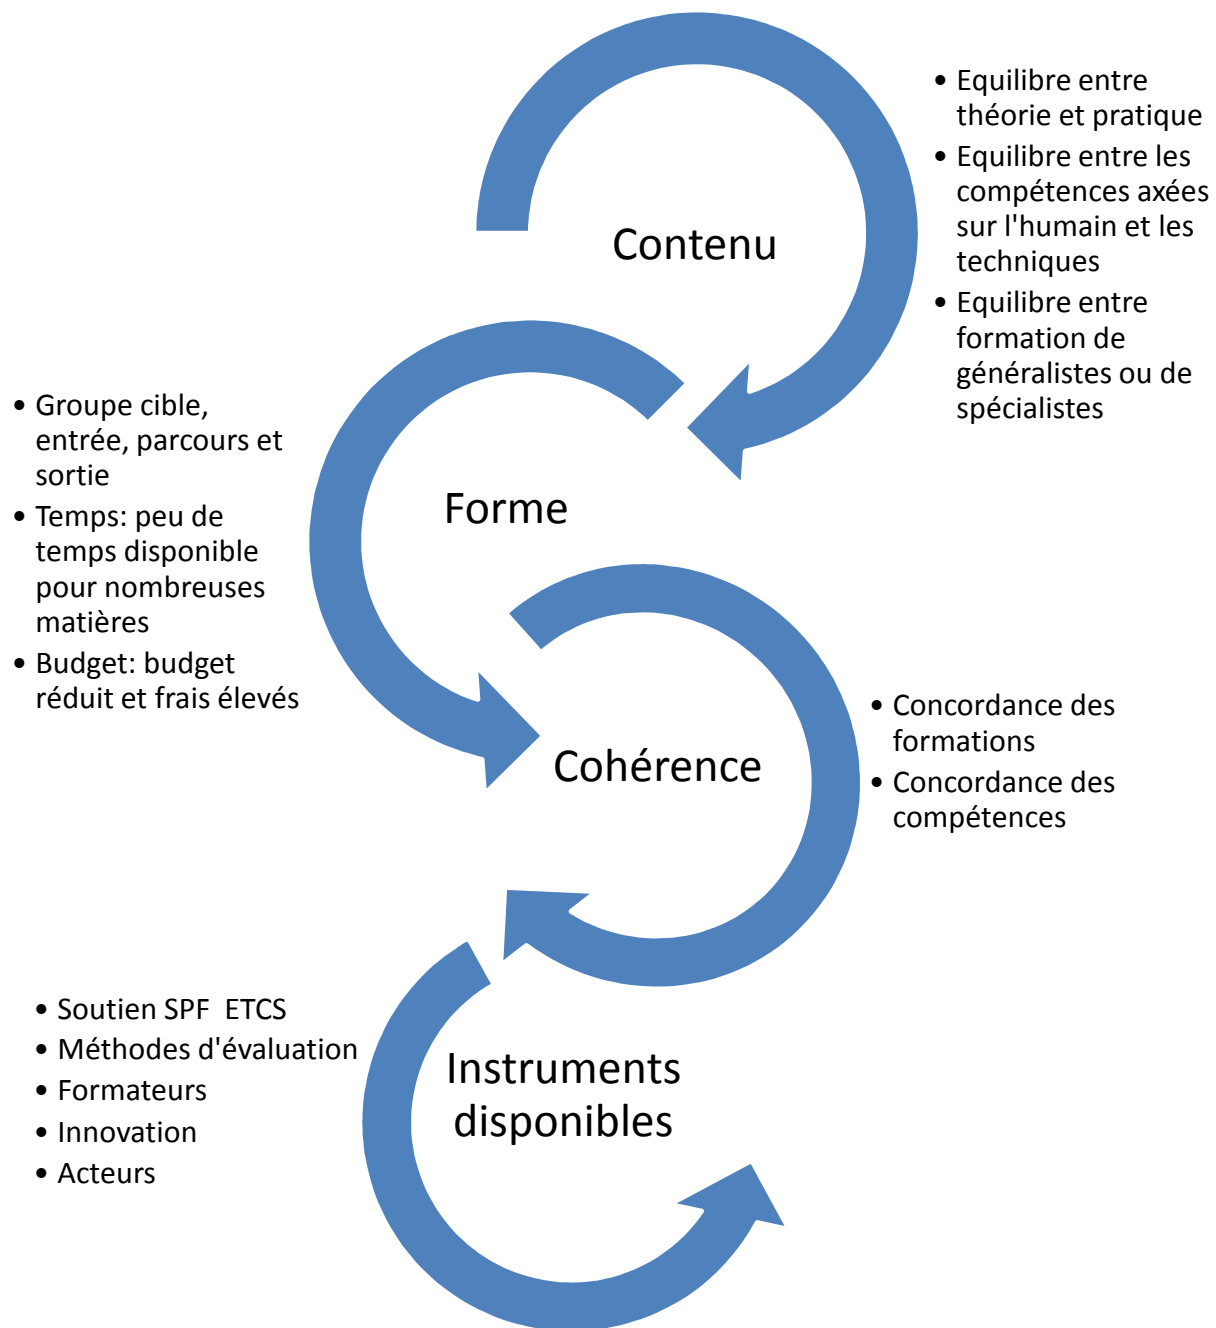 Contenu
• Equilibre entre
théorie et pratique
• Equilibre entre les
compétences axées
sur l'humain et les
techniques
• Equilibre entre
formation de
généralistes ou de
spécialistes
Forme
• Groupe cible,
entrée, parcours et
sortie
• Temps: peu de
temps disponible
pour nombreuses
matières
• Budget: budget
réduit et frais élevés
Cohérence
• Concordance des
formations
• Concordance des
compétences
Instruments
disponibles
• Soutien SPF ETCS
• Méthodes d'évaluation
• Formateurs
• Innovation
• Acteurs